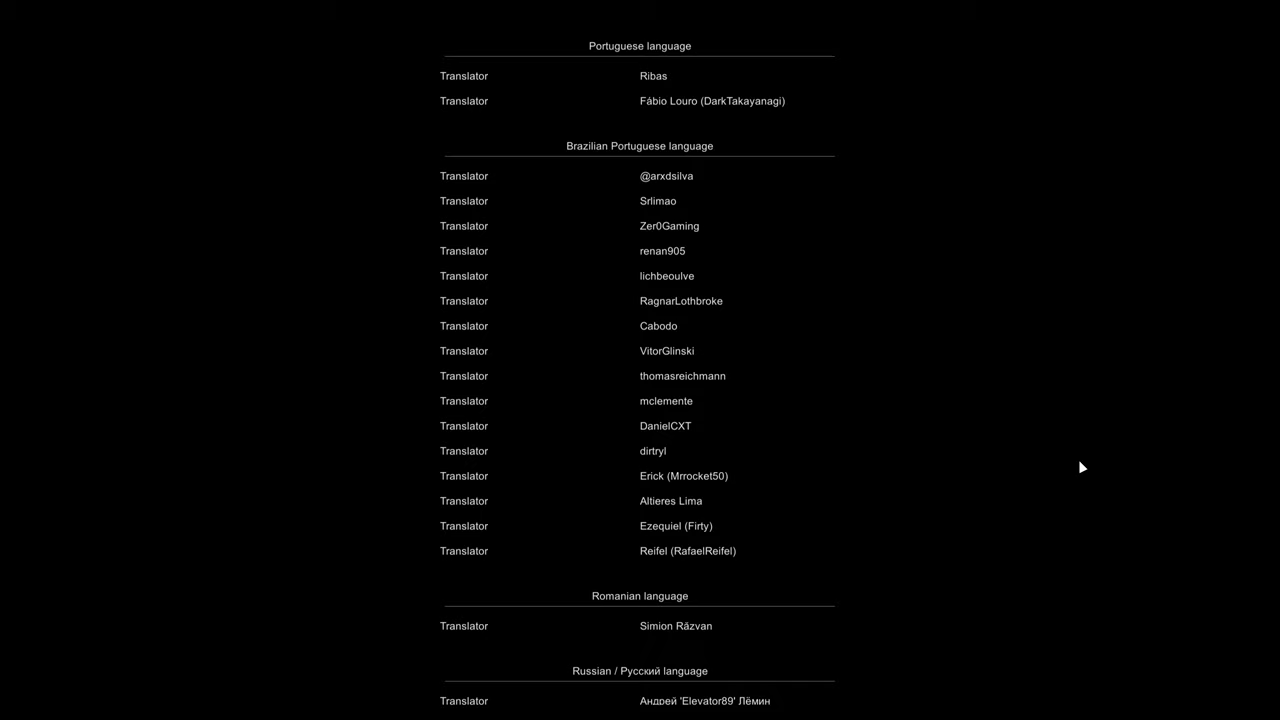 Portuguese language
Translator Ribas
Translator Fábio Louro (DarkTakayanagi)
Brazilian Portuguese language
Translator @arxdsilva
Translator Srlimao
Translator Zer0Gaming
Translator renan905
Translator lichbeoulve
Translator RagnarLothbroke
Translator Cabodo
Translator VitorGlinski
Translator thomasreichmann
Translator mclemente
Translator DanielCXT
Translator dirtryl
Translator Erick (Mrrocket50)
Translator Altieres Lima
Translator Ezequiel (Firty)
Translator Reifel (RafaelReifel)
Romanian language
Translator Simion Răzvan
Russian / Русский language
Translator Андрей 'Elevator89' Лёмин